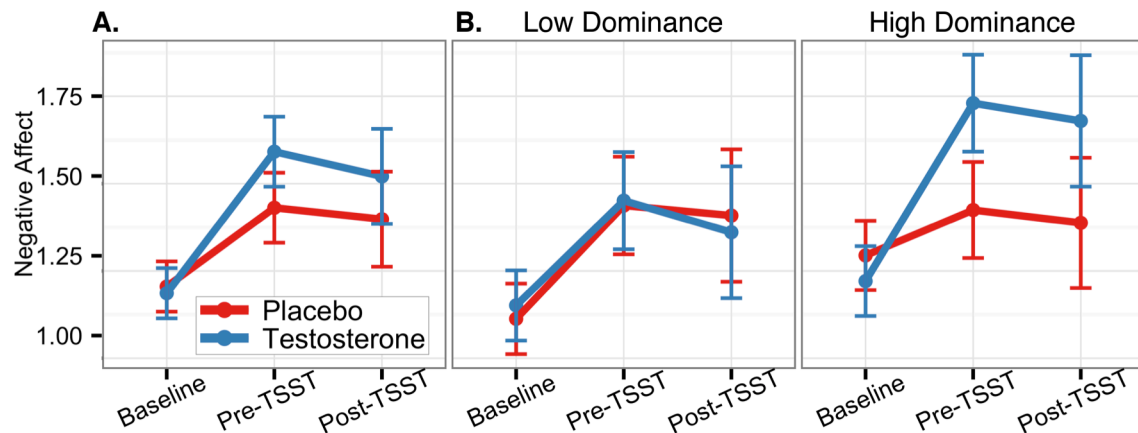 A.
B.
Low Dominance
High Dominance
Negative Affect
1.75
1.50
1.25
1.00
Placebo
Testosterone
Baseline
Pre-TSST
Post-TSST
Baseline
Pre-TSST
Post-TSST
Baseline
Pre-TSST
Post-TSST